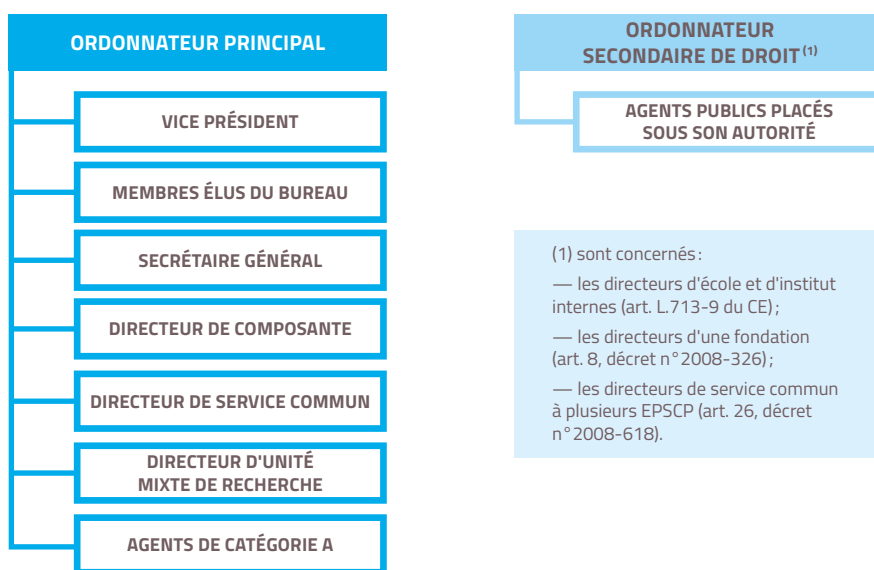 ORDONNATEUR PRINCIPAL
VICE PRÉSIDENT
MEMBRES ÉLUS DU BUREAU
SECRÉTAIRE GÉNÉRAL
DIRECTEUR DE COMPOSANTE
DIRECTEUR DE SERVICE COMMUN
DIRECTEUR D'UNITÉ
MIXTE DE RECHERCHE
AGENTS DE CATÉGORIE A
ORDONNATEUR
SECONDAIRE DE DROIT (1)
AGENTS PUBLICS PLACÉS
SOUS SON AUTORITÉ
(1) sont concernés :
— les directeurs d'école et d'institut
internes (art. L.713-9 du CE) ;
— les directeurs d'une fondation
(art. 8, décret n°2008-326) ;
— les directeurs de service commun
à plusieurs EPSCP (art. 26, décret
n°2008-618).